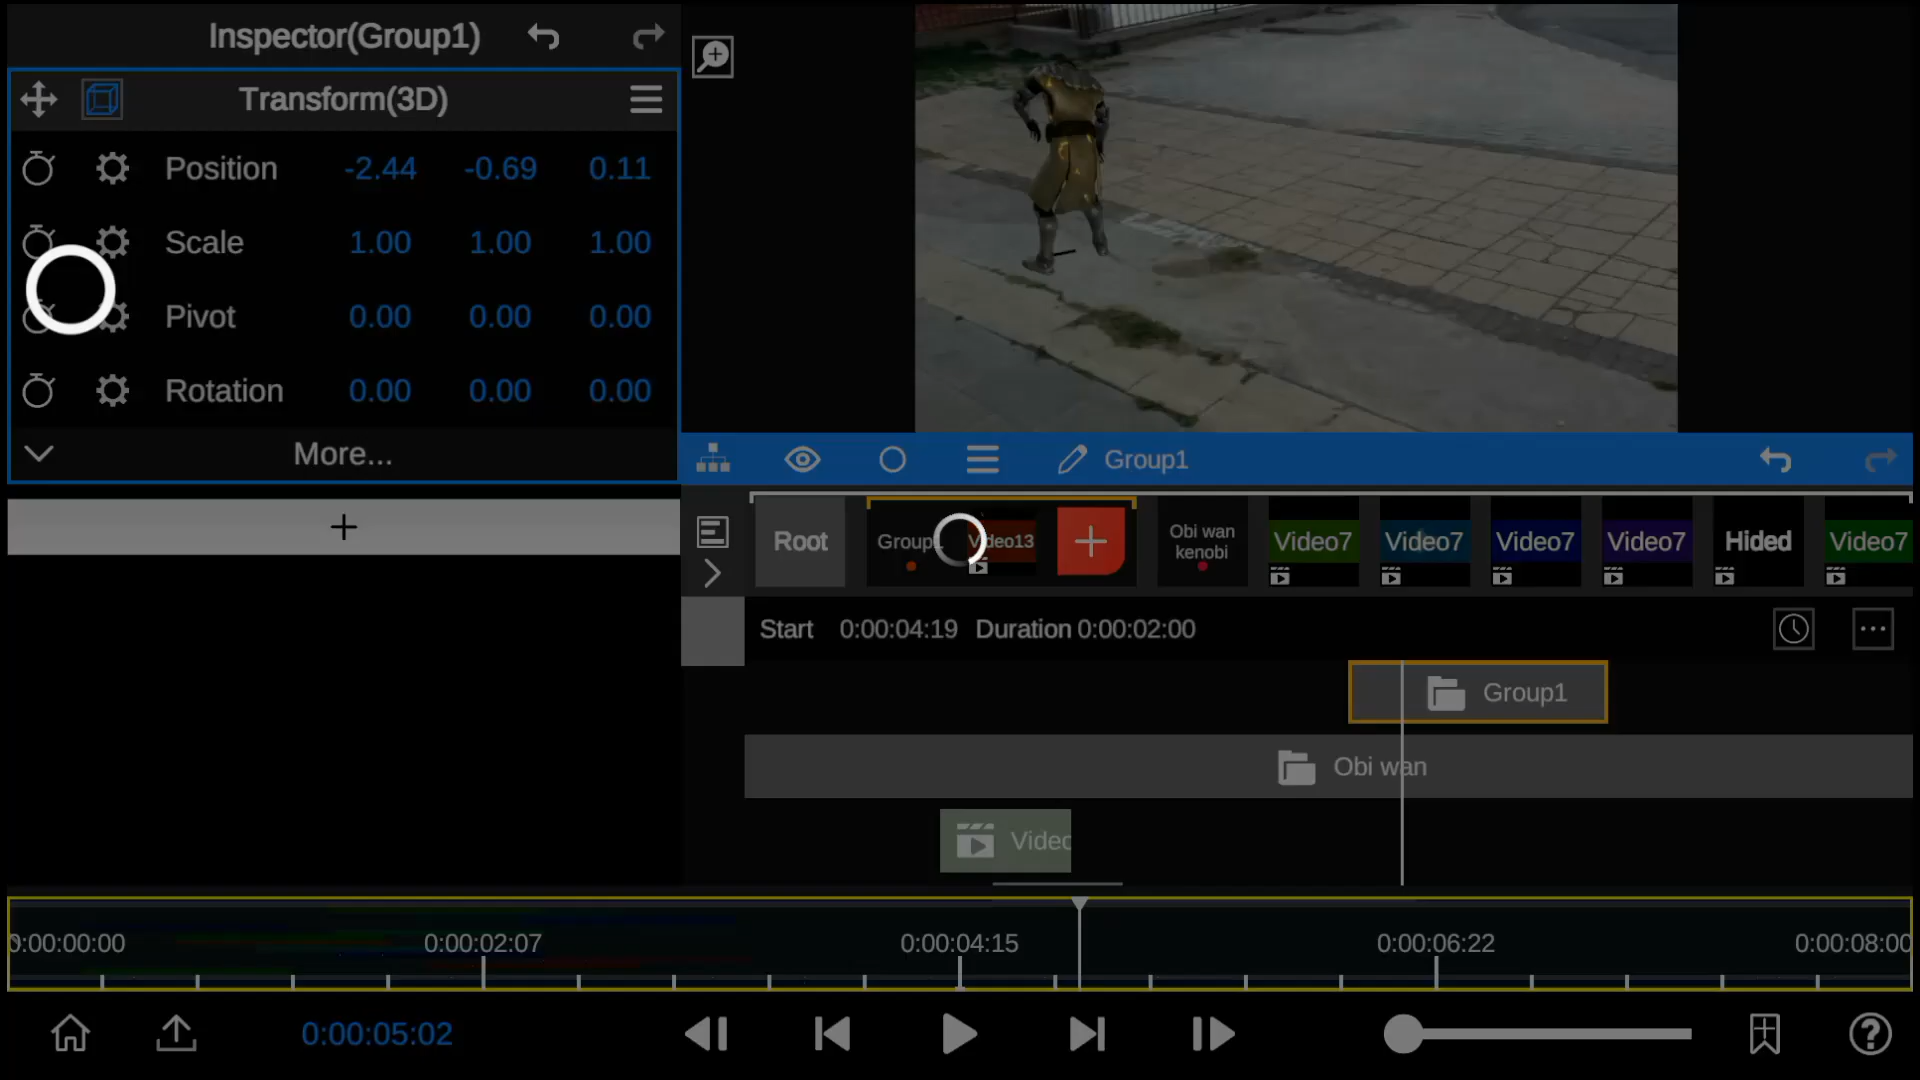 Inspector(Group1)
Transform(3D)
Position -2.44 -0.69 0.11
Scale 1.00 1.00 1.00
Pivot 0.00 0.00 0.00
Rotation 0.00 0.00 0.00
More...
+
Group1
Root
Group1
Video13
+
Obi wan
kenobi
Video7
Video7
Video7
Video7
Hided
Video7
Start 0:00:04:19 Duration 0:00:02:00
Group1
Obi wan
Video
0:00:00:00 0:00:02:07 0:00:04:15 0:00:06:22 0:00:08:00
0:00:05:02